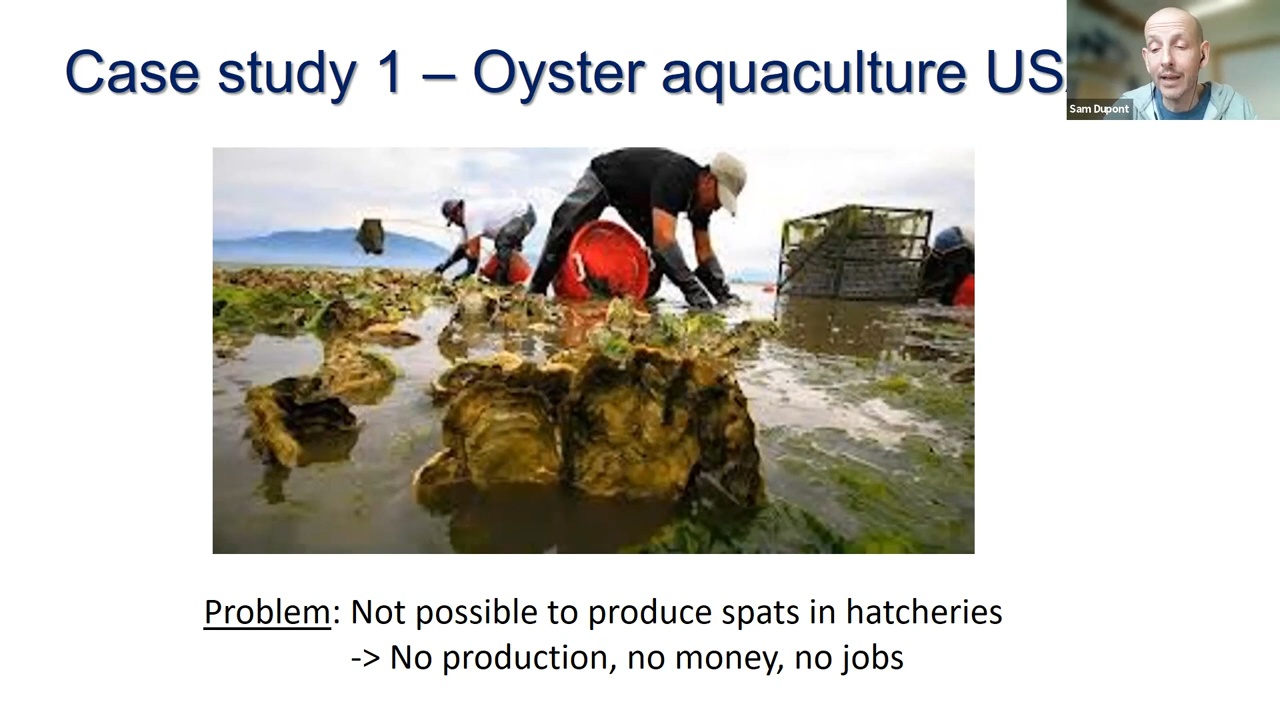 Case study 1 – Oyster aquaculture US
Sam Dupont
Problem: Not possible to produce spats in hatcheries
-> No production, no money, no jobs